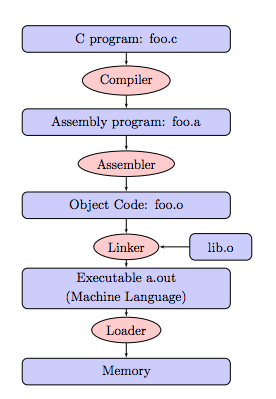 C program: foo.c
Compiler
Assembly program: foo.a
Assembler
Object Code: foo.o
Linker
lib.o
Executable a.out
(Machine Language)
Loader
Memory